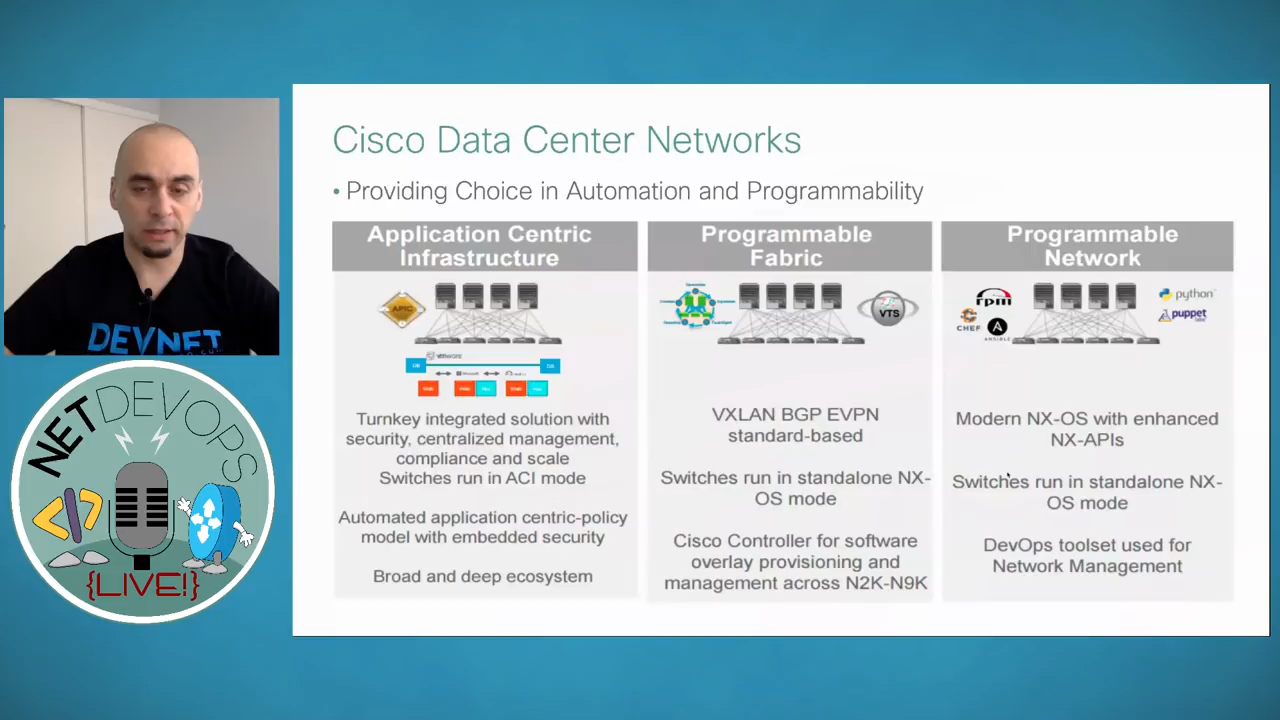 Cisco Data Center Networks
• Providing Choice in Automation and Programmability
Application Centric
Infrastructure
APIC
vmware
Turnkey integrated solution with
security, centralized management,
compliance and scale
Switches run in ACI mode
Automated application centric-policy
model with embedded security
Broad and deep ecosystem
Programmable
Fabric
VTS
VXLAN BGP EVPN
standard-based
Switches run in standalone NX-
OS mode
Cisco Controller for software
overlay provisioning and
management across N2K-N9K
Programmable
Network
rpm
CHEF
ANSIBLE
python
puppet
Modern NX-OS with enhanced
NX-APIs
Switches run in standalone NX-
OS mode
DevOps toolset used for
Network Management
DEVNET
NETDEVOPS
{LIVE!}